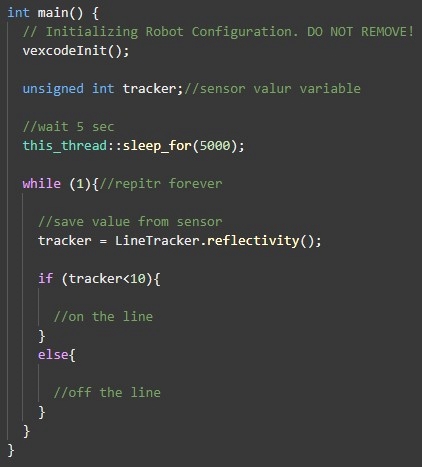 int main() {
// Initializing Robot Configuration. DO NOT REMOVE!
vexcodeInit();
unsigned int tracker;//sensor valur variable
//wait 5 sec
this_thread::sleep_for(5000);
while (1){//repitr forever
//save value from sensor
tracker = LineTracker.reflectivity();
if (tracker<10){
//on the line
}
else{
//off the line
}
}
}